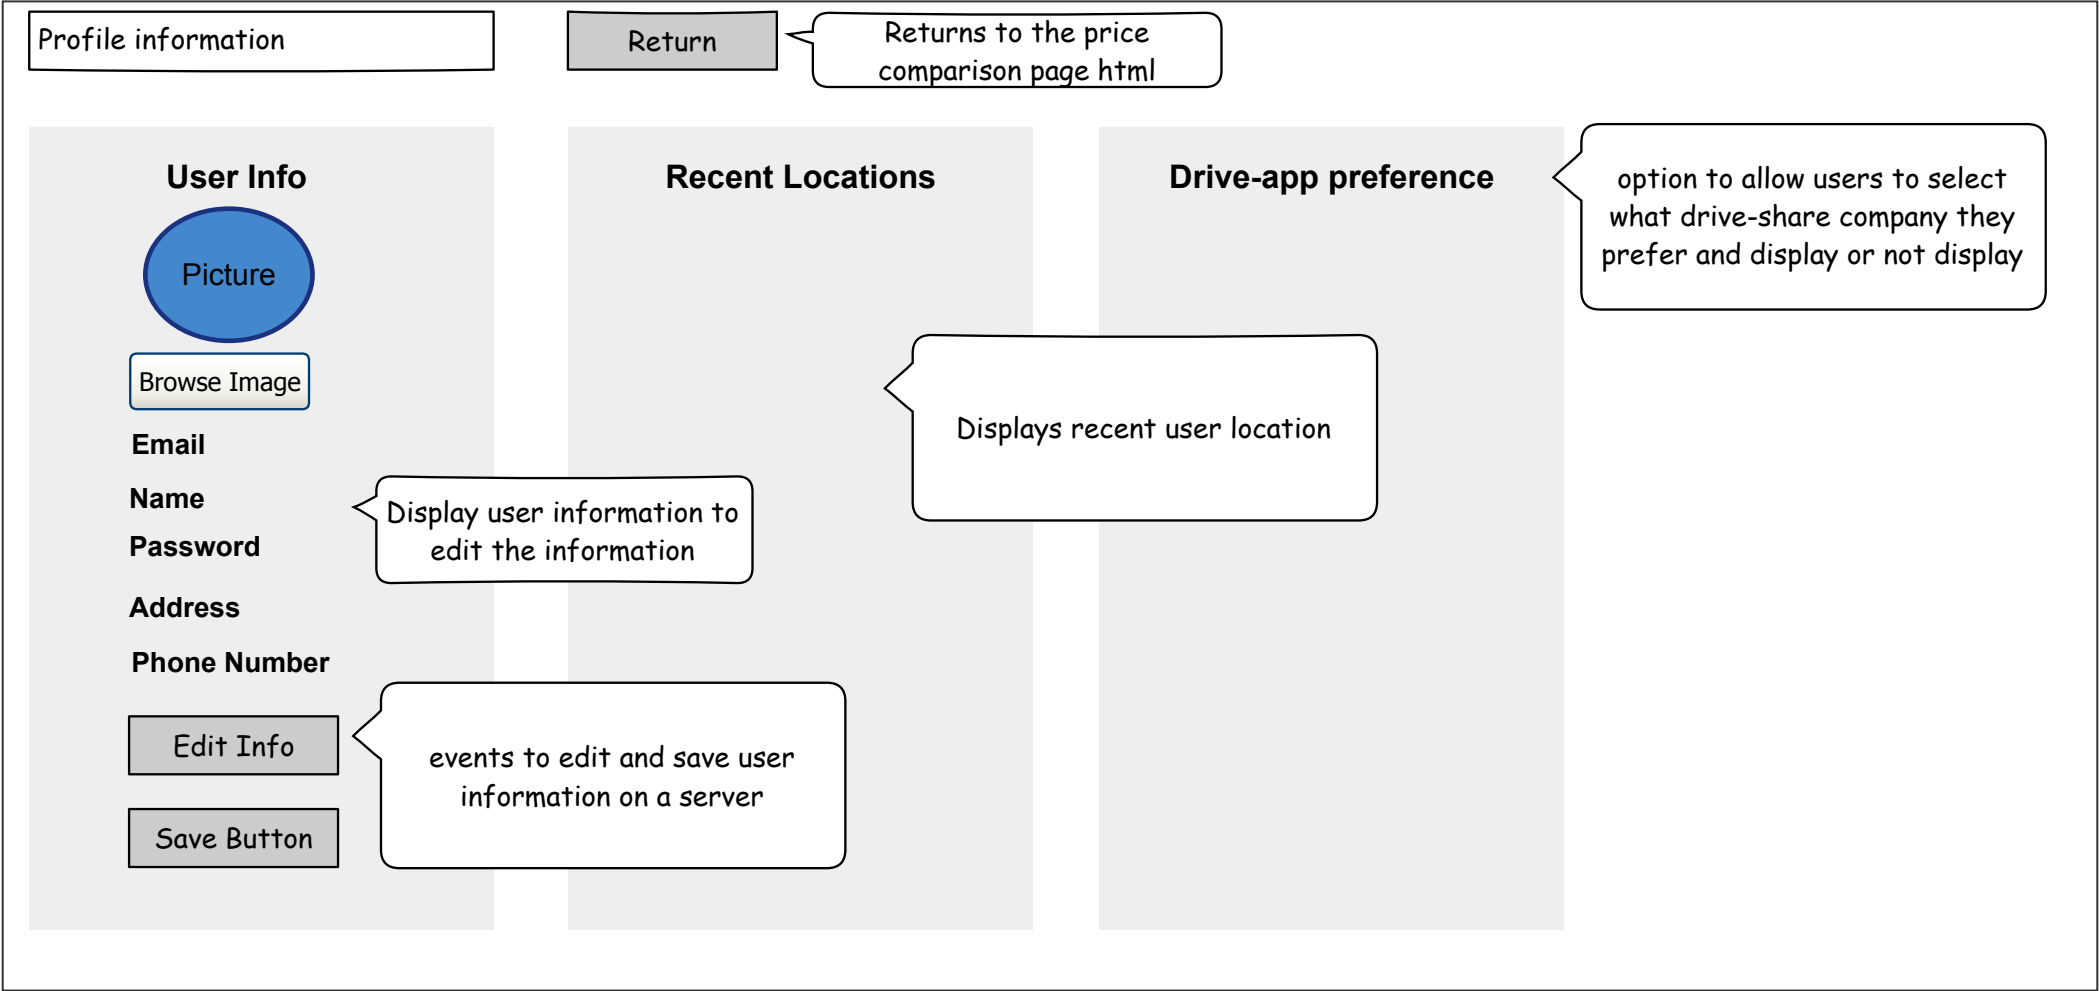 Profile information
Return
Returns to the price
comparison page html
User Info
Picture
Browse Image
Email
Name
Password
Address
Phone Number
Edit Info
Save Button
Display user information to
edit the information
events to edit and save user
information on a server
Recent Locations
Displays recent user location
Drive-app preference
option to allow users to select
what drive-share company they
prefer and display or not display